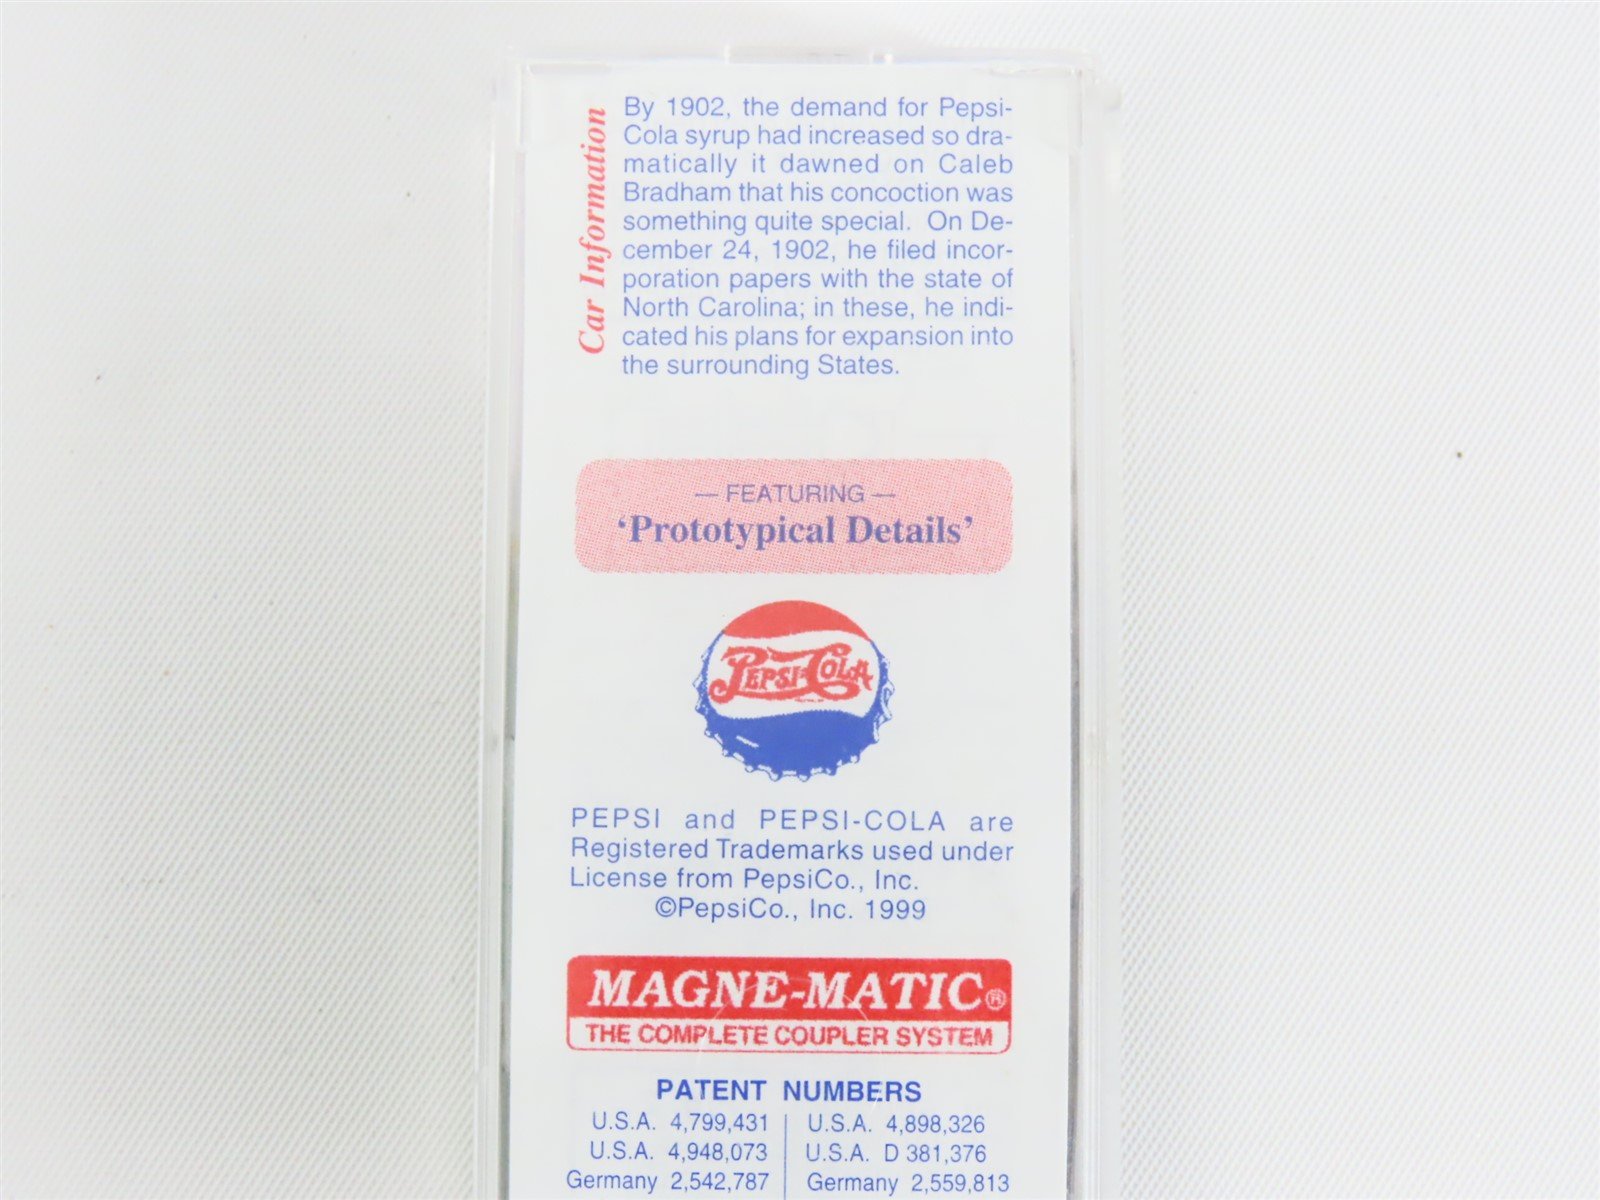 Car Information
By 1902, the demand for Pepsi-
Cola syrup had increased so dra-
matically it dawned on Caleb
Bradham that his concoction was
something quite special. On De-
cember 24, 1902, he filed incor-
poration papers with the state of
North Carolina; in these, he indi-
cated his plans for expansion into
the surrounding States.
— FEATURING —
‘Prototypical Details’
PEPSI-COLA
PEPSI and PEPSI-COLA are
Registered Trademarks used under
License from PepsiCo., Inc.
©PepsiCo., Inc. 1999
MAGNE-MATIC®
THE COMPLETE COUPLER SYSTEM
PATENT NUMBERS
U.S.A. 4,799,431 | U.S.A. 4,898,326
U.S.A. 4,948,073 | U.S.A. D 381,376
Germany 2,542,787 | Germany 2,559,813